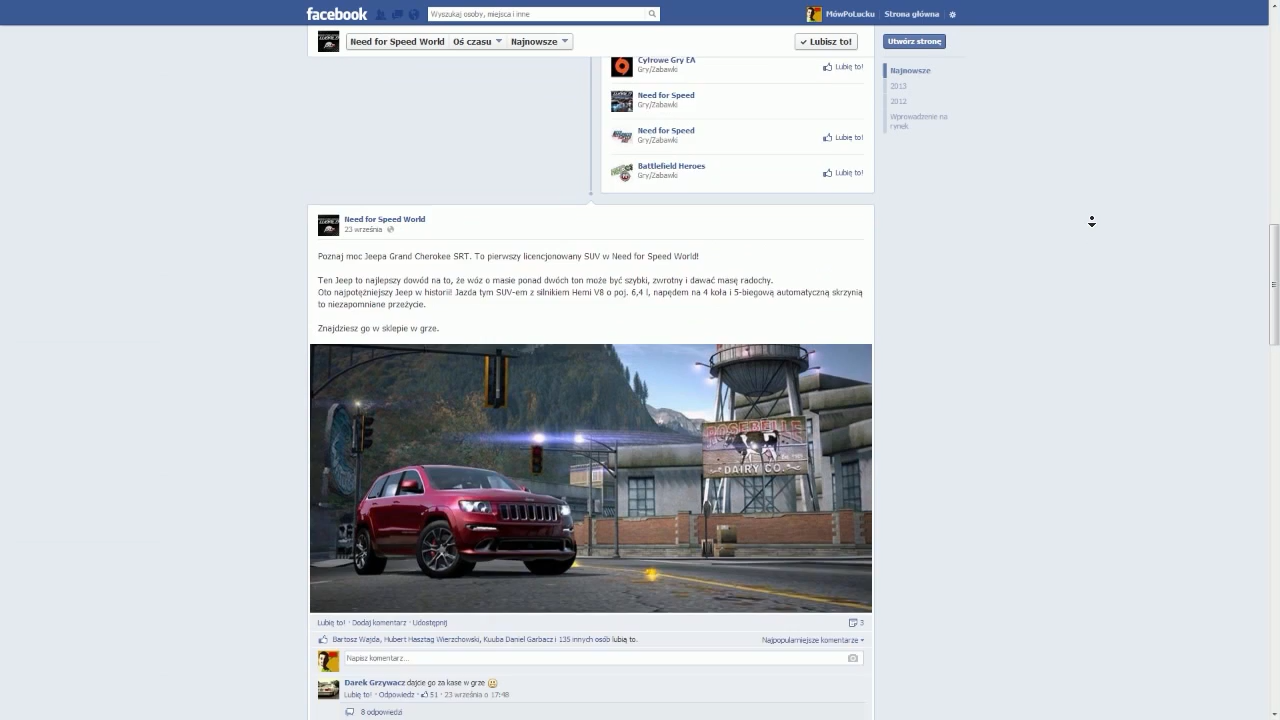 facebook
Wyszukaj osoby, miejsca i inne
MówPoLucku
Strona główna
Need for Speed World
Oś czasu
Najnowsze
Lubisz to!
Utwórz stronę
Najnowsze
2013
2012
Wprowadzenie na
rynek
Cyfrowe Gry EA
Gry/Zabawki
Lubię to!
Need for Speed
Gry/Zabawki
Need for Speed
Gry/Zabawki
Lubię to!
Battlefield Heroes
Gry/Zabawki
Lubię to!
Need for Speed World
23 września
Poznaj moc Jeepa Grand Cherokee SRT. To pierwszy licencjonowany SUV w Need for Speed World!
Ten Jeep to najlepszy dowód na to, że wóz o masie ponad dwóch ton może być szybki, zwrotny i dawać masę radochy.
Oto najpotężniejszy Jeep w historii! Jazda tym SUV-em z silnikiem Hemi V8 o poj. 6,4 l, napędem na 4 koła i 5-biegową automatyczną skrzynią
to niezapomniane przeżycie.
Znajdziesz go w sklepie w grze.
ROSEBELLE
DAIRY CO.
Lubię to! · Dodaj komentarz · Udostępnij
3
Bartosz Wajda, Hubert Hasztag Wierzchowski, Kuuba Daniel Garbacz i 135 innych osób lubią to.
Najpopularniejsze komentarze
Napisz komentarz...
Darek Grzywacz dajcie go za kase w grze
Lubię to! · Odpowiedz · 51 · 23 września o 17:48
8 odpowiedzi